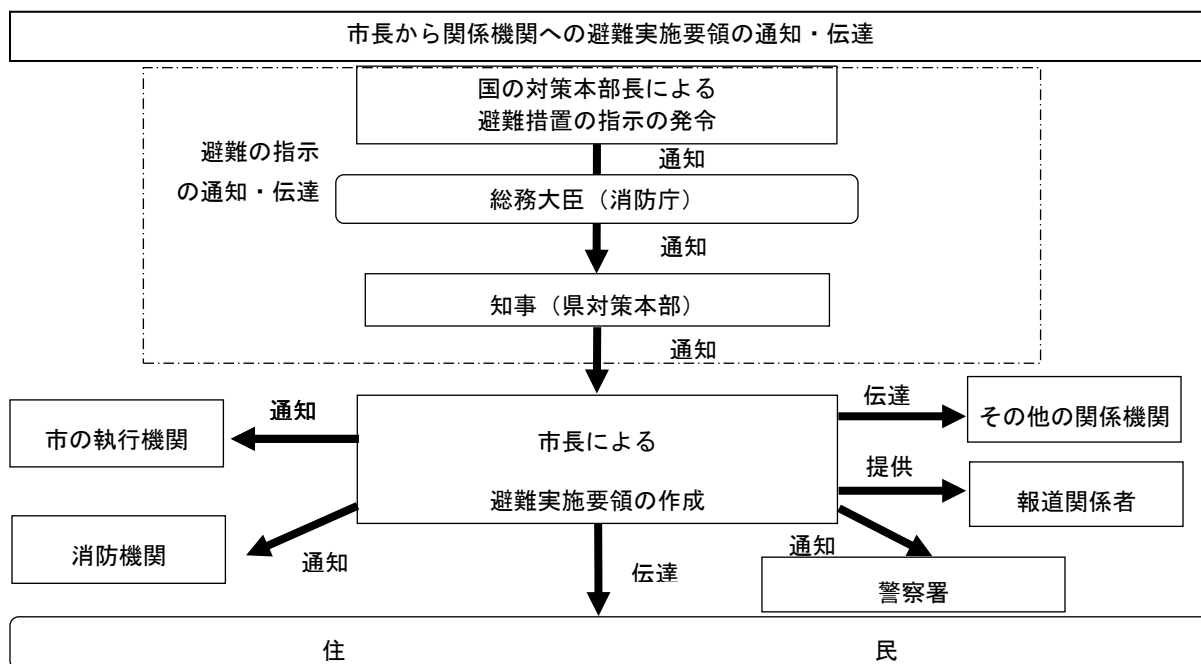 市長から関係機関への避難実施要領の通知・伝達
国の対策本部長による
避難措置の指示の発令
避難の指示
の通知・伝達
通知
総務大臣（消防庁）
通知
知事（県対策本部）
通知
通知
伝達
市の執行機関
その他の関係機関
市長による
避難実施要領の作成
提供
報道関係者
消防機関
通知
通知
伝達
警察署
住 民